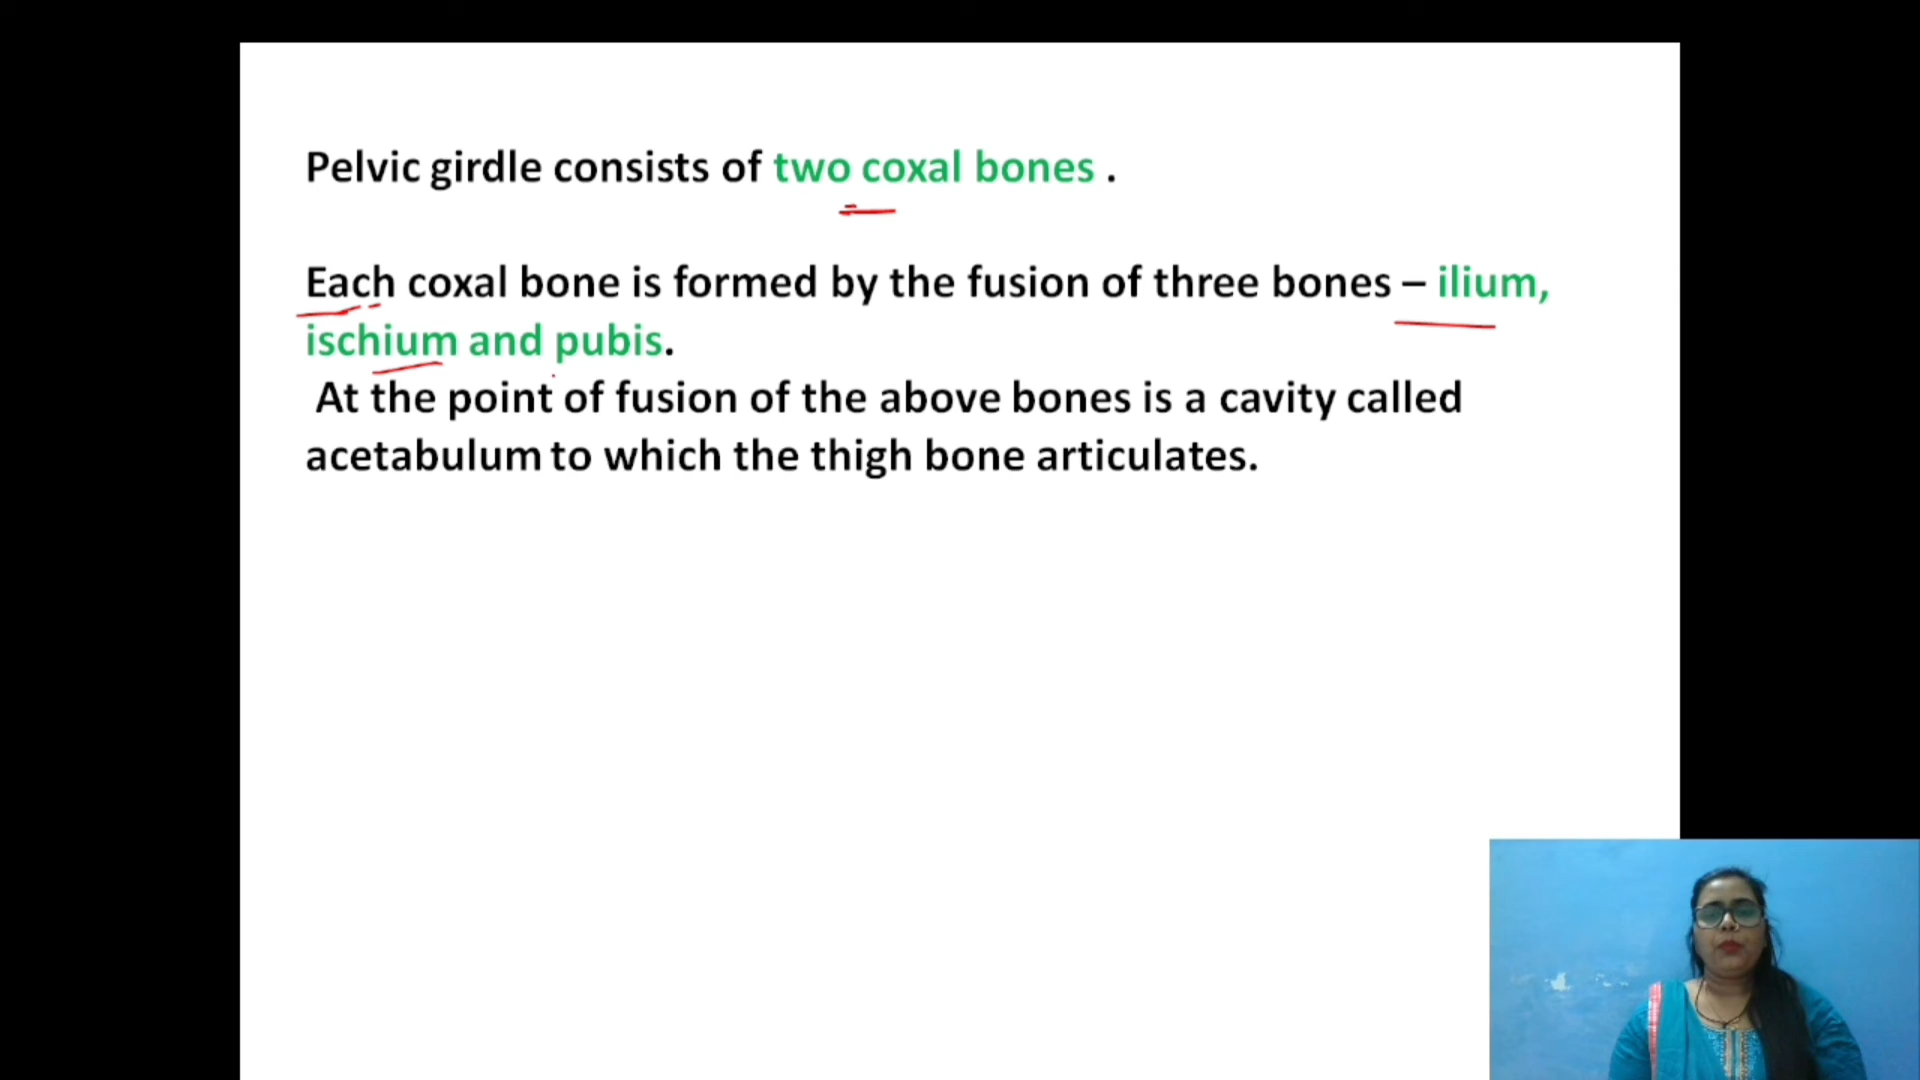 Pelvic girdle consists of two coxal bones .
Each coxal bone is formed by the fusion of three bones – ilium,
ischium and pubis.
At the point of fusion of the above bones is a cavity called
acetabulum to which the thigh bone articulates.